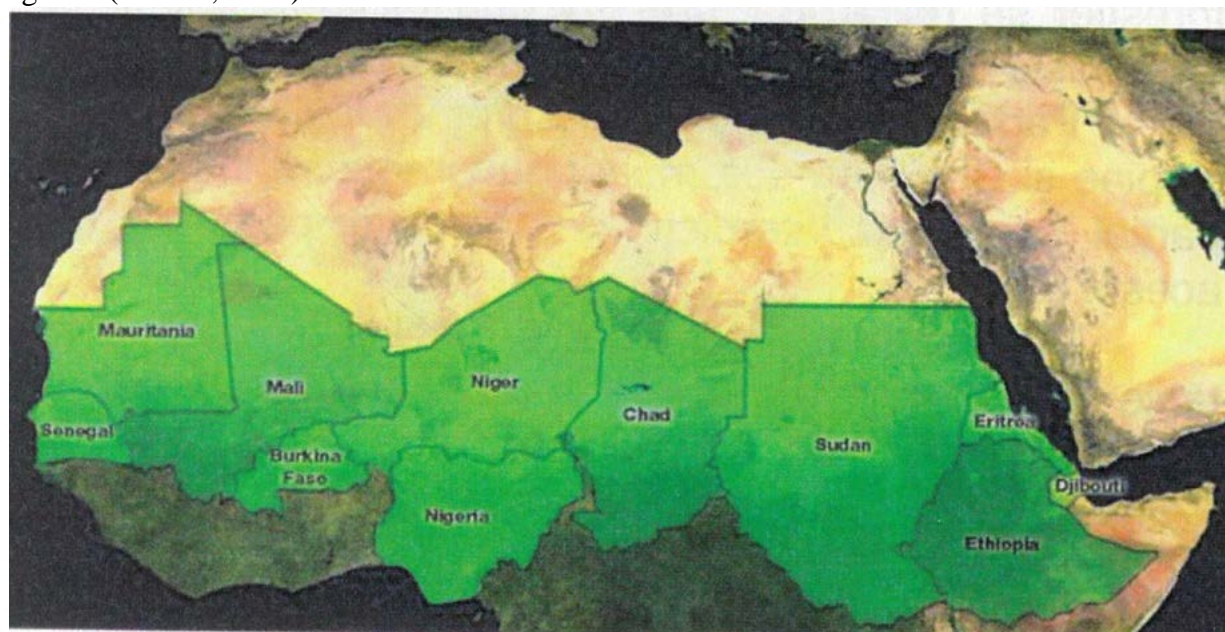 Mauritania
Mali
Niger
Chad
Sudan
Eritrea
Senegal
Burkina
Faso
Nigeria
Djibouti
Ethiopia